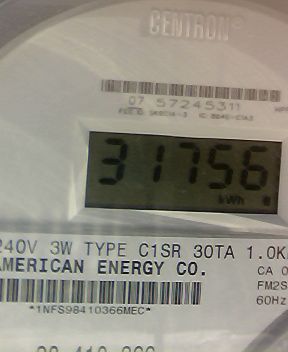 CENTRON®
07 57245311
31756
kWh
240V 3W TYPE C1SR 30TA 1.0K
AMERICAN ENERGY CO.
CA 0
FM2S
60Hz
*1NFS98410366MEC*